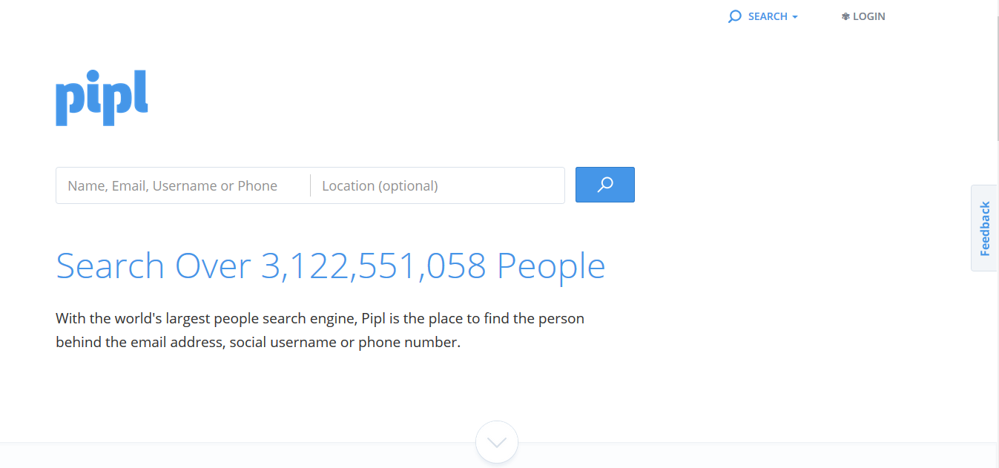 SEARCH
LOGIN
pipl
Name, Email, Username or Phone
Location (optional)
Feedback
Search Over 3,122,551,058 People
With the world's largest people search engine, Pipl is the place to find the person
behind the email address, social username or phone number.